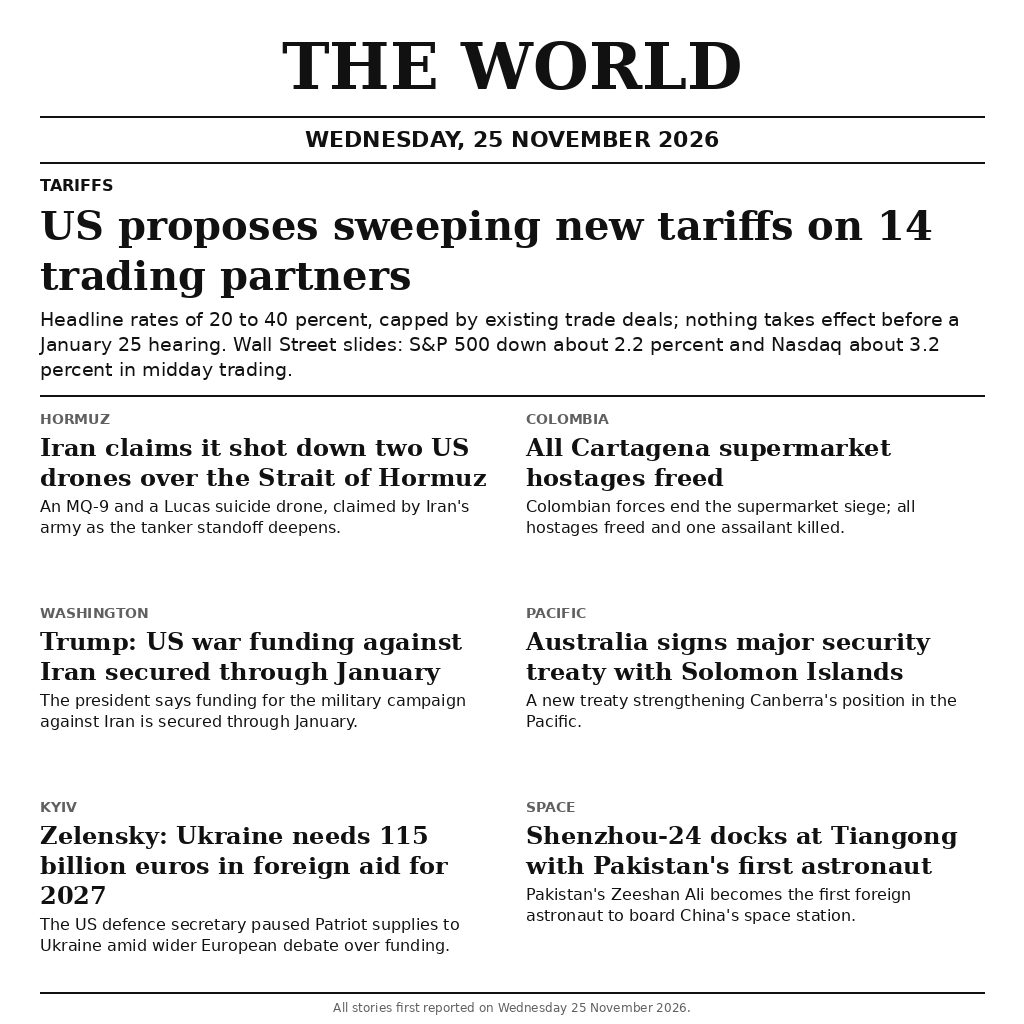 THE WORLD
WEDNESDAY, 25 NOVEMBER 2026
TARIFFS
US proposes sweeping new tariffs on 14
trading partners
Headline rates of 20 to 40 percent, capped by existing trade deals; nothing takes effect before a
January 25 hearing. Wall Street slides: S&P 500 down about 2.2 percent and Nasdaq about 3.2
percent in midday trading.
HORMUZ
Iran claims it shot down two US
drones over the Strait of Hormuz
An MQ-9 and a Lucas suicide drone, claimed by Iran's
army as the tanker standoff deepens.
COLOMBIA
All Cartagena supermarket
hostages freed
Colombian forces end the supermarket siege; all
hostages freed and one assailant killed.
WASHINGTON
Trump: US war funding against
Iran secured through January
The president says funding for the military campaign
against Iran is secured through January.
PACIFIC
Australia signs major security
treaty with Solomon Islands
A new treaty strengthening Canberra's position in the
Pacific.
KYIV
Zelensky: Ukraine needs 115
billion euros in foreign aid for
2027
The US defence secretary paused Patriot supplies to
Ukraine amid wider European debate over funding.
SPACE
Shenzhou-24 docks at Tiangong
with Pakistan's first astronaut
Pakistan's Zeeshan Ali becomes the first foreign
astronaut to board China's space station.
All stories first reported on Wednesday 25 November 2026.